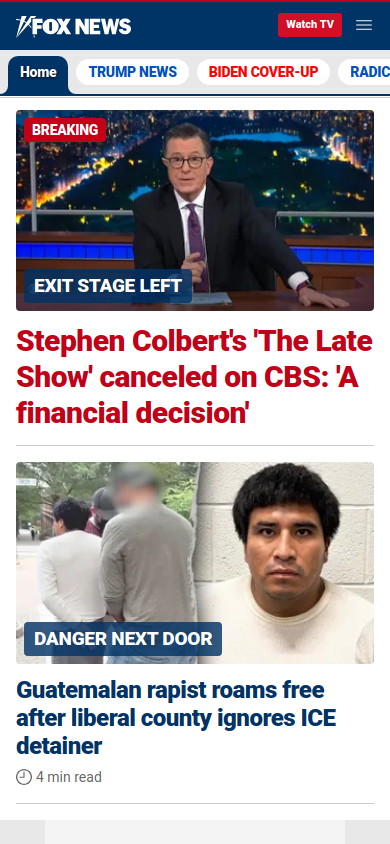 FOX NEWS
Watch TV
Home
TRUMP NEWS
BIDEN COVER-UP
RADIC
BREAKING
EXIT STAGE LEFT
Stephen Colbert's 'The Late
Show' canceled on CBS: 'A
financial decision'
DANGER NEXT DOOR
Guatemalan rapist roams free
after liberal county ignores ICE
detainer
4 min read